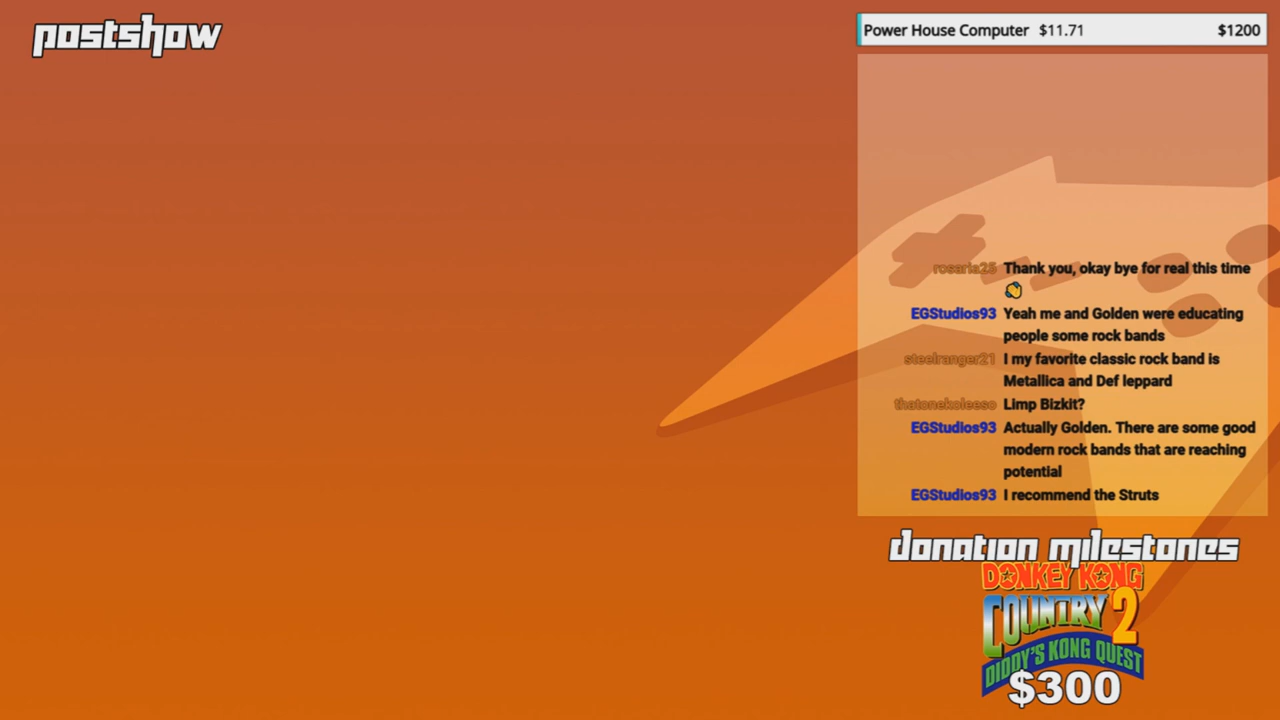 postshow
Power House Computer $11.71 $1200
rosaria25 Thank you, okay bye for real this time
EGStudios93 Yeah me and Golden were educating
people some rock bands
steelranger21 I my favorite classic rock band is
Metallica and Def leppard
thatonekoleeso Limp Bizkit?
EGStudios93 Actually Golden. There are some good
modern rock bands that are reaching
potential
EGStudios93 I recommend the Struts
donation milestones
DONKEY KONG
COUNTRY 2
DIDDY'S KONG QUEST
$300